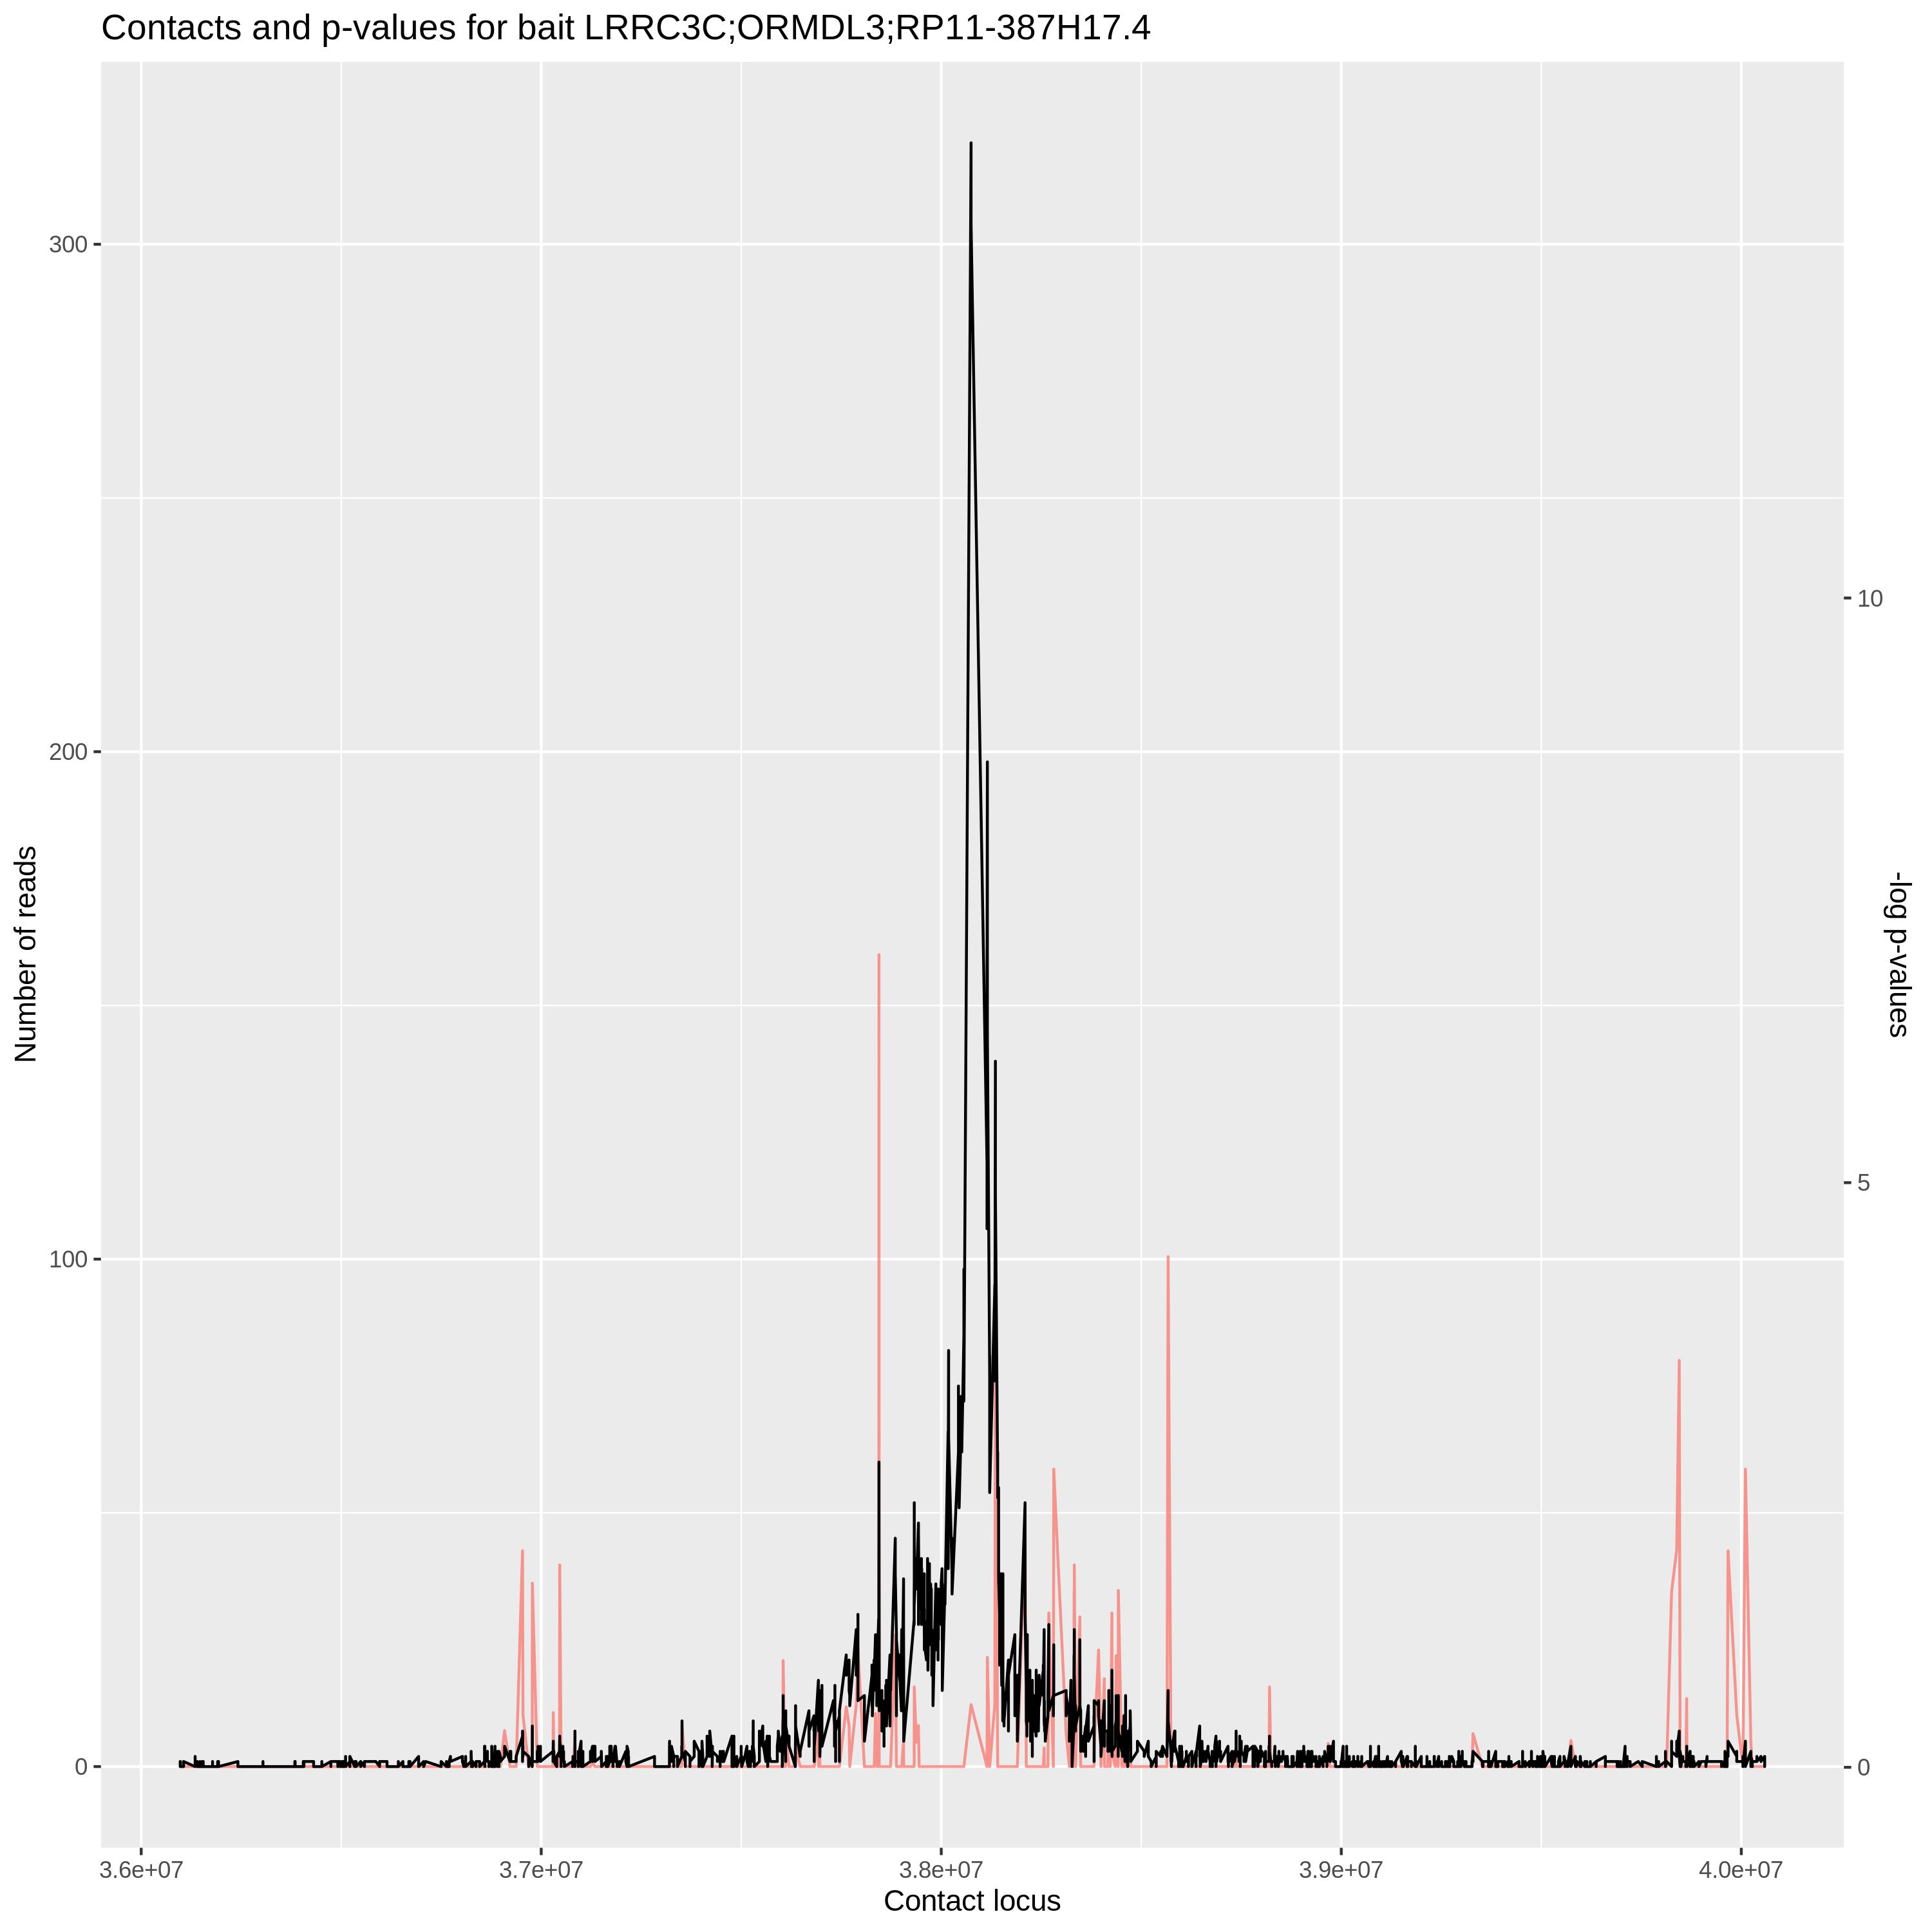 Contacts and p-values for bait LRRC3C;ORMDL3;RP11-387H17.4
300
200
100
0
Number of reads
10
5
0
-log p-values
3.6e+07
3.7e+07
3.8e+07
3.9e+07
4.0e+07
Contact locus